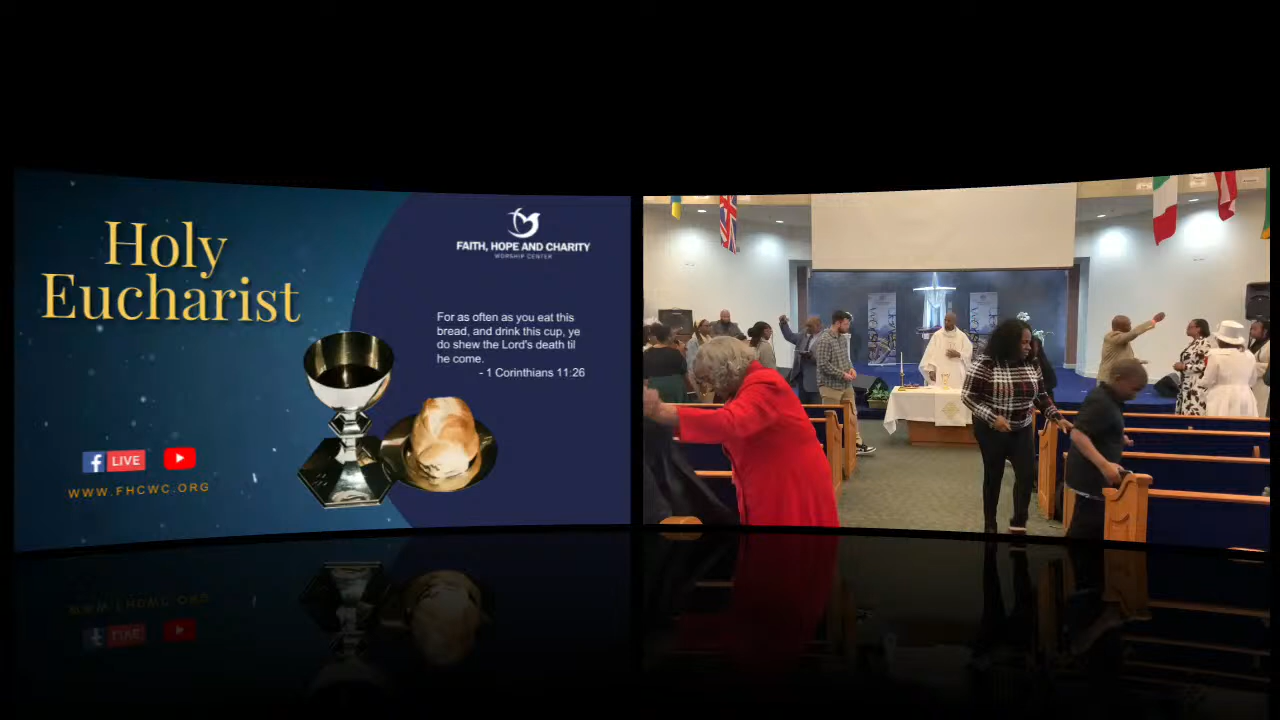 Holy
Eucharist
FAITH, HOPE AND CHARITY
WORSHIP CENTER
For as often as you eat this
bread, and drink this cup, ye
do shew the Lord's death til
he come.
- 1 Corinthians 11:26
f LIVE
WWW.FHCWC.ORG